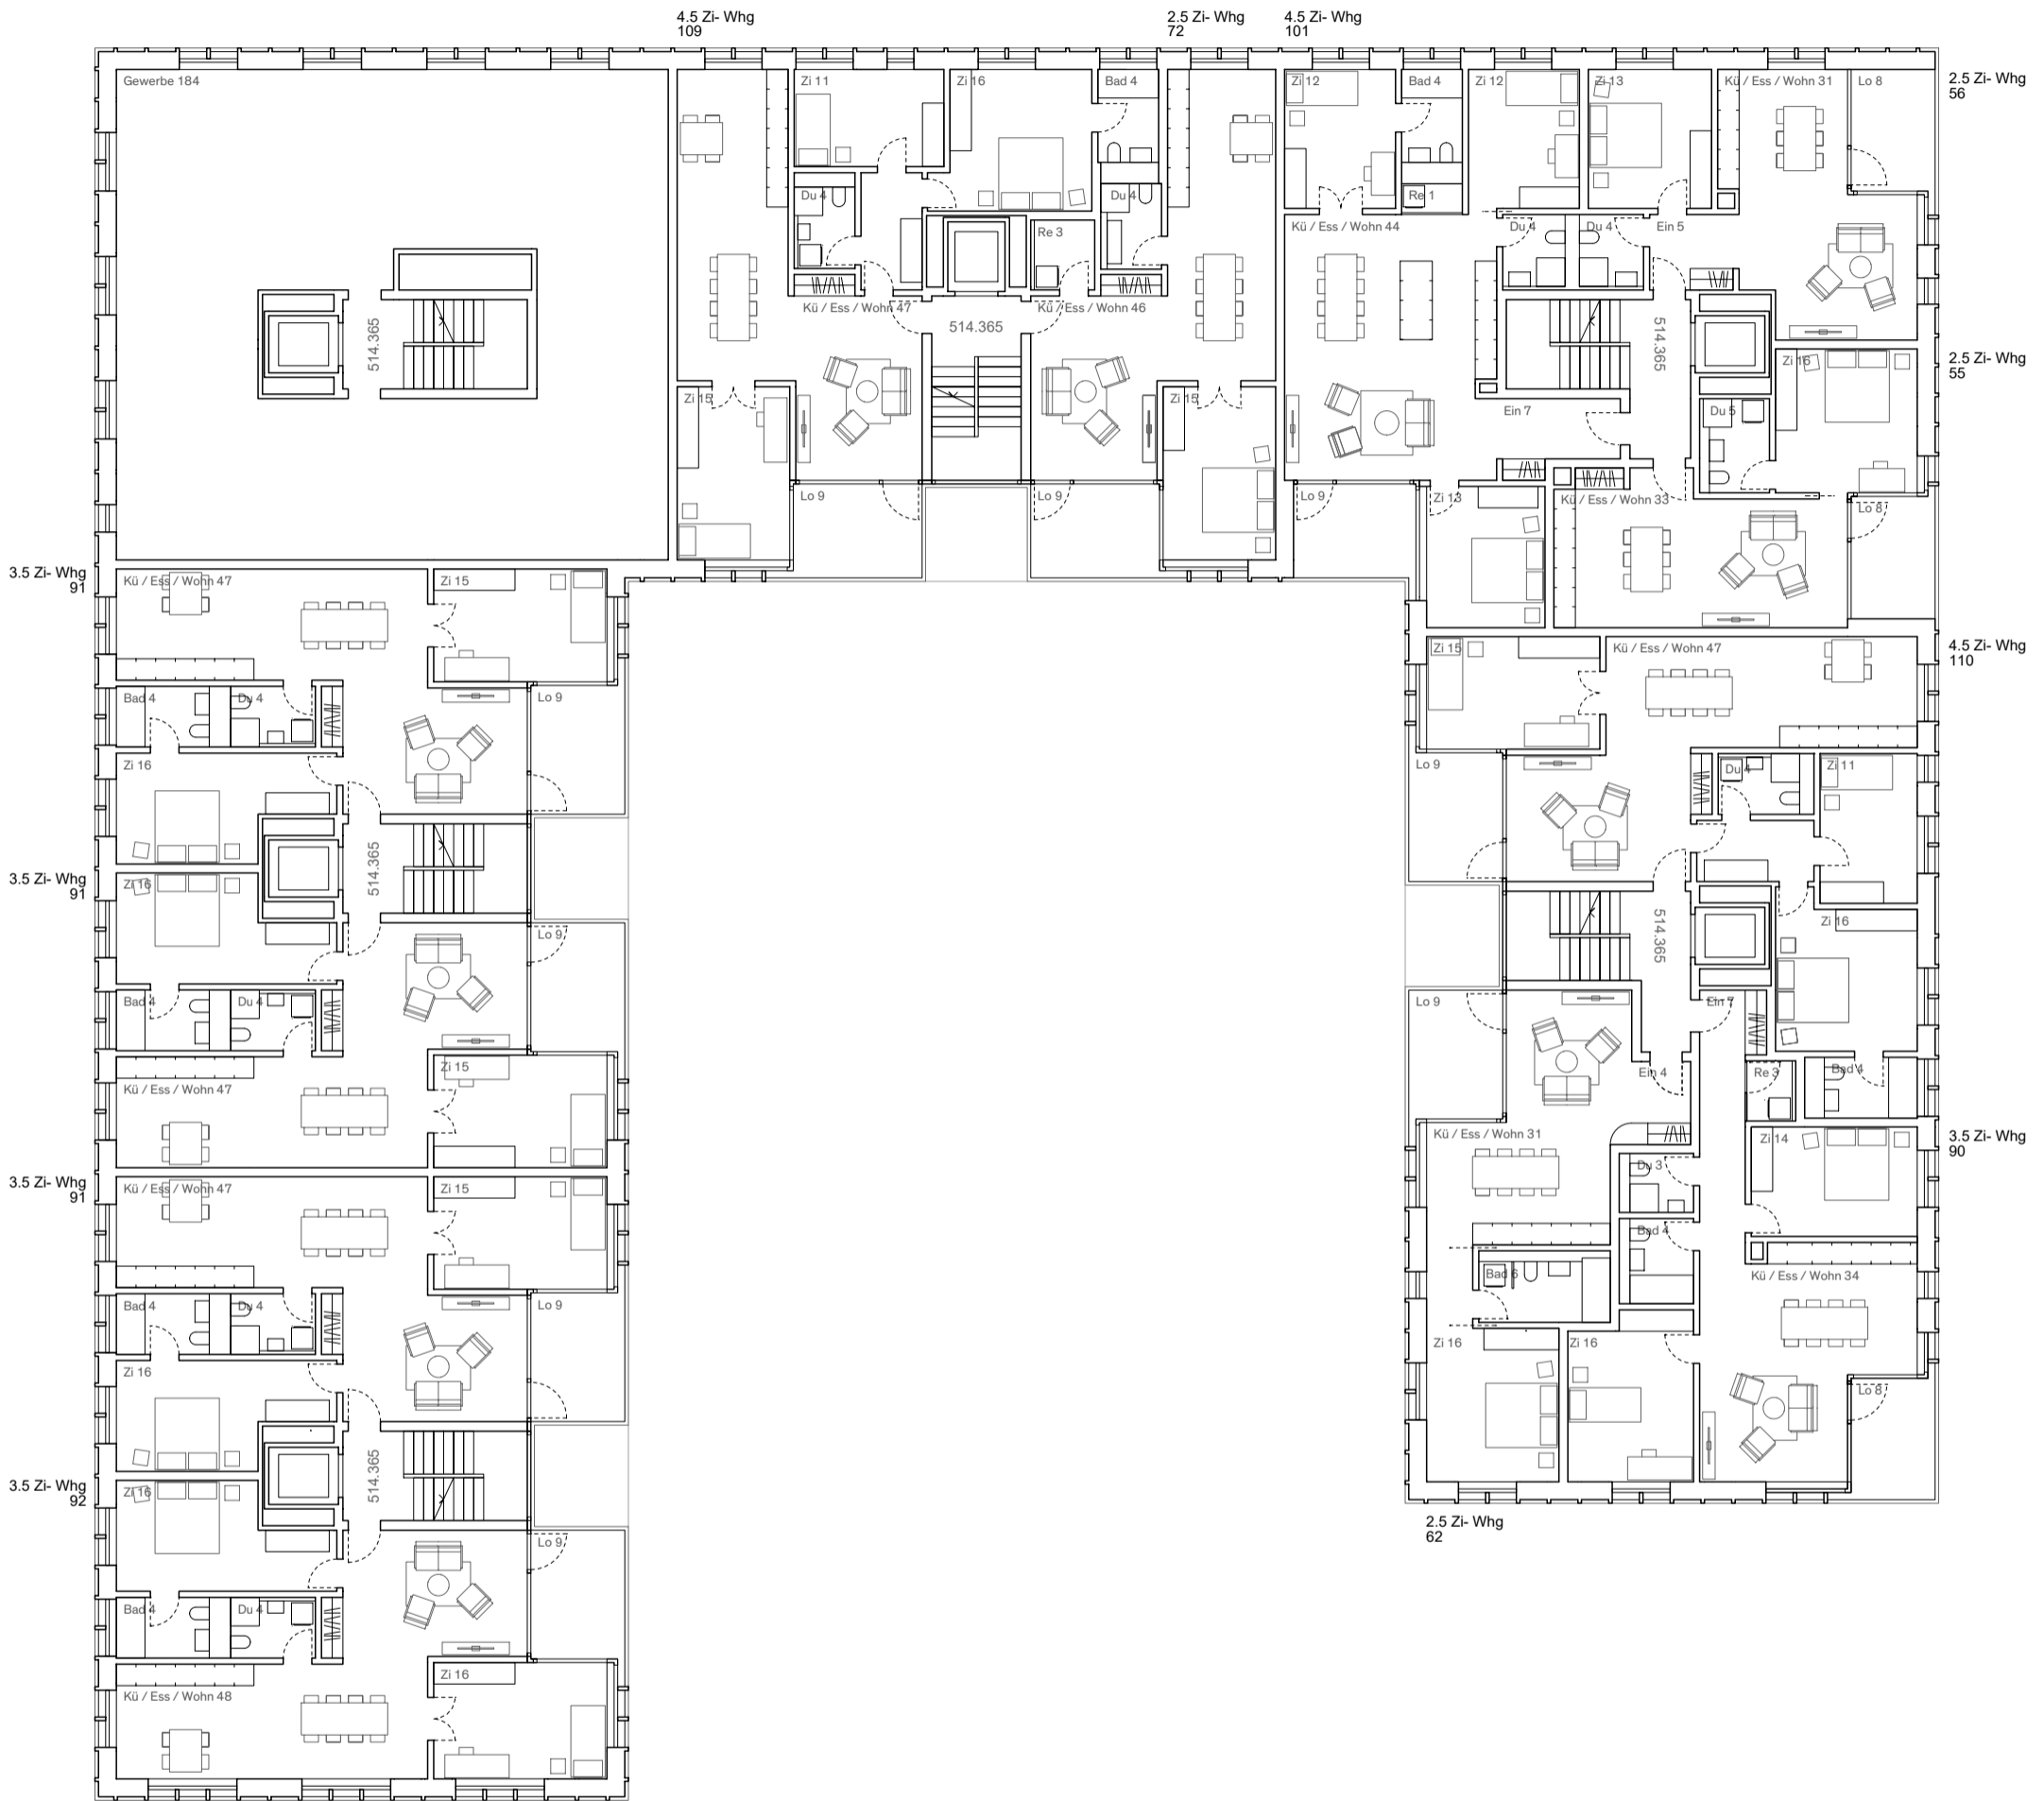 4.5 Zi- Whg
109
2.5 Zi- Whg
72
4.5 Zi- Whg
101
Gewerbe 184
Zi 11
Zi 16
Bad 4
Zi 12
Bad 4
Zi 12
Zi 13
Kü / Ess / Wohn 31
Lo 8
2.5 Zi- Whg
56
Du 4
Du 4
Re 1
Re 3
Kü / Ess / Wohn 44
Du 4
Du 4
Ein 5
Kü / Ess / Wohn 47
Kü / Ess / Wohn 46
514.365
514.365
514.365
2.5 Zi- Whg
55
Zi 16
Zi 15
Zi 15
Ein 7
Du 5
Lo 9
Lo 9
Lo 9
Zi 13
Kü / Ess / Wohn 33
Lo 8
3.5 Zi- Whg
91
Kü / Ess / Wohn 47
Zi 15
4.5 Zi- Whg
110
Zi 15
Kü / Ess / Wohn 47
Bad 4
Du 4
Lo 9
Zi 16
Lo 9
Du 4
Zi 11
514.365
3.5 Zi- Whg
91
Zi 16
Lo 9
514.365
Zi 16
Bad 4
Du 4
Lo 9
Ein 7
Zi 15
Kü / Ess / Wohn 47
Ein 4
Re 3
Bad 4
3.5 Zi- Whg
90
Kü / Ess / Wohn 31
Zi 14
Du 3
3.5 Zi- Whg
91
Kü / Ess / Wohn 47
Zi 15
Bad 4
Bad 6
Kü / Ess / Wohn 34
Bad 4
Du 4
Lo 9
Zi 16
Zi 16
Zi 16
Lo 8
514.365
3.5 Zi- Whg
92
Zi 16
2.5 Zi- Whg
62
Lo 9
Bad 4
Du 4
Zi 16
Kü / Ess / Wohn 48